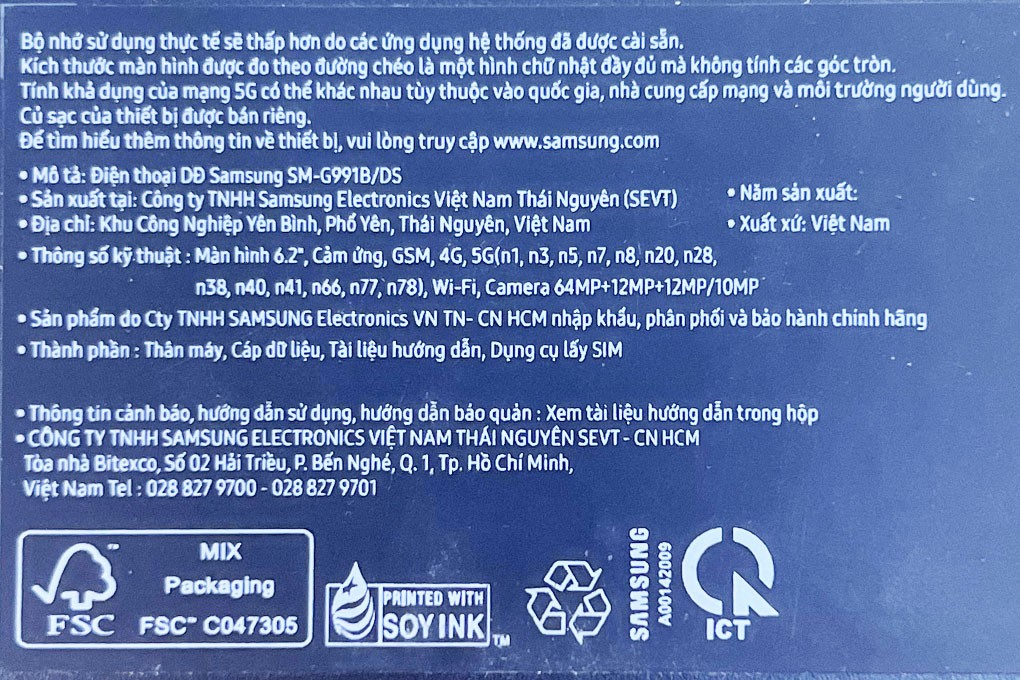 Bộ nhớ sử dụng thực tế sẽ thấp hơn do các ứng dụng hệ thống đã được cài sẵn.
Kích thước màn hình được đo theo đường chéo là một hình chữ nhật đầy đủ mà không tính các góc tròn.
Tính khả dụng của mạng 5G có thể khác nhau tùy thuộc vào quốc gia, nhà cung cấp mạng và môi trường người dùng.
Củ sạc của thiết bị được bán riêng.
Để tìm hiểu thêm thông tin về thiết bị, vui lòng truy cập www.samsung.com
• Mô tả: Điện thoại DĐ Samsung SM-G991B/DS
• Sản xuất tại: Công ty TNHH Samsung Electronics Việt Nam Thái Nguyên (SEVT)
• Năm sản xuất:
• Địa chỉ: Khu Công Nghiệp Yên Bình, Phổ Yên, Thái Nguyên, Việt Nam
• Xuất xứ: Việt Nam
• Thông số kỹ thuật : Màn hình 6.2", Cảm ứng, GSM, 4G, 5G(n1, n3, n5, n7, n8, n20, n28,
n38, n40, n41, n66, n77, n78), Wi-Fi, Camera 64MP+12MP+12MP/10MP
• Sản phẩm do Cty TNHH SAMSUNG Electronics VN TN- CN HCM nhập khẩu, phân phối và bảo hành chính hãng
• Thành phần : Thân máy, Cáp dữ liệu, Tài liệu hướng dẫn, Dụng cụ lấy SIM
• Thông tin cảnh báo, hướng dẫn sử dụng, hướng dẫn bảo quản : Xem tài liệu hướng dẫn trong hộp
• CÔNG TY TNHH SAMSUNG ELECTRONICS VIỆT NAM THÁI NGUYÊN SEVT - CN HCM
Tòa nhà Bitexco, Số 02 Hải Triều, P. Bến Nghé, Q. 1, Tp. Hồ Chí Minh,
Việt Nam Tel : 028 827 9700 - 028 827 9701
FSC™
MIX
Packaging
FSC™ C047305
PRINTED WITH
SOY INK™
SAMSUNG
A00142009
ICT